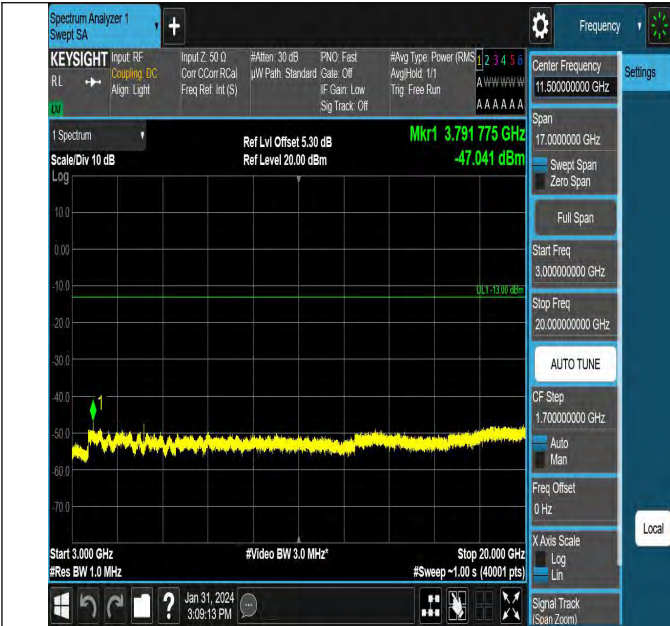 Spectrum Analyzer 1
Swept SA
+
Frequency
KEYSIGHT
RL
Input: RF
Coupling: DC
Align: Light
Input Z: 50 Ω
Corr CCorr RCal
Freq Ref: Int (S)
#Atten: 30 dB
µW Path: Standard
PNO: Fast
Gate: Off
IF Gain: Low
Sig Track: Off
#Avg Type: Power (RMS
Avg|Hold: 1/1
Trig: Free Run
1 2 3 4 5 6
A W W W W W
A A A A A A
1 Spectrum
Scale/Div 10 dB
Ref Lvl Offset 5.30 dB
Ref Level 20.00 dBm
Mkr1 3.791 775 GHz
-47.041 dBm
Log
10.0
0.00
-10.0
-20.0
-30.0
-40.0
-50.0
-60.0
-70.0
DL1 -13.00 dBm
1
Start 3.000 GHz
#Res BW 1.0 MHz
#Video BW 3.0 MHz*
Stop 20.000 GHz
#Sweep ~1.00 s (40001 pts)
Center Frequency
11.500000000 GHz
Settings
Span
17.0000000 GHz
Swept Span
Zero Span
Full Span
Start Freq
3.000000000 GHz
Stop Freq
20.000000000 GHz
AUTO TUNE
CF Step
1.700000000 GHz
Auto
Man
Freq Offset
0 Hz
X Axis Scale
Log
Lin
Local
Signal Track
(Span Zoom)
?
Jan 31, 2024
3:09:13 PM